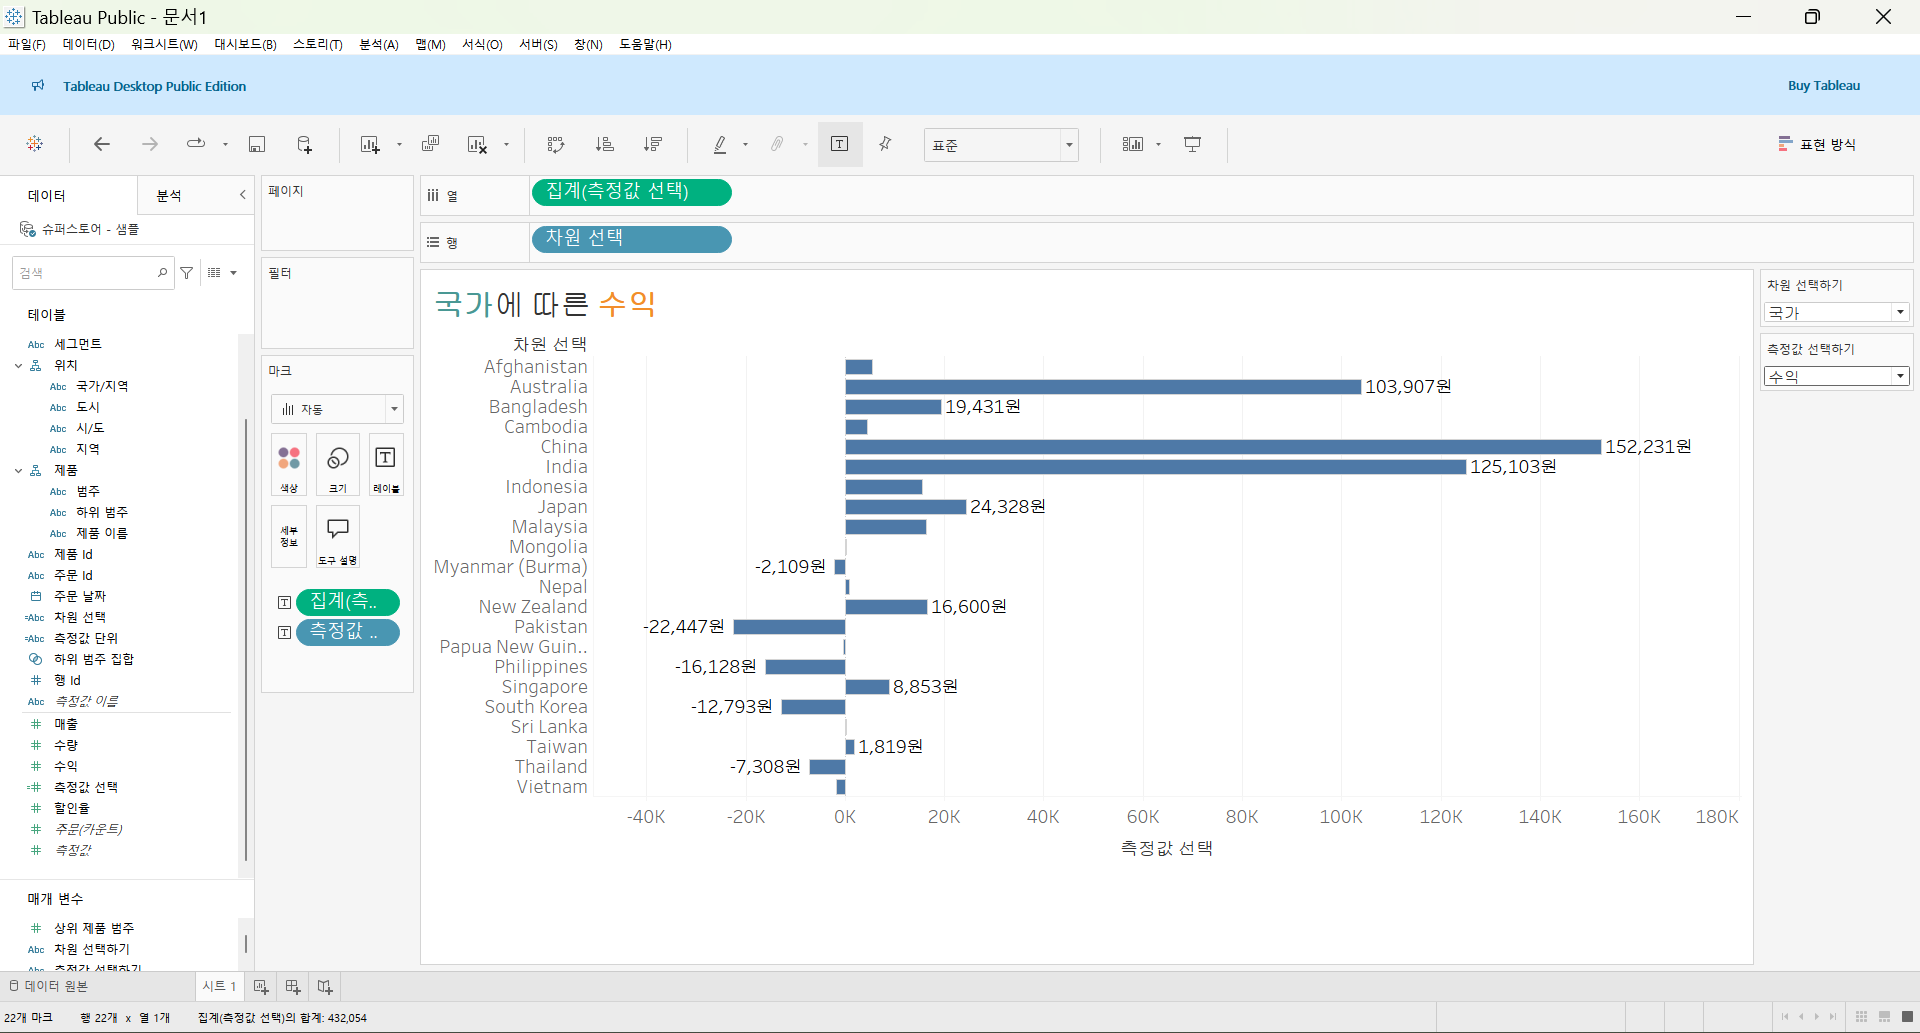 Tableau Public - 문서1
파일(F) 데이터(D) 워크시트(W) 대시보드(B) 스토리(T) 분석(A) 맵(M) 서식(O) 서버(S) 창(N) 도움말(H)
Tableau Desktop Public Edition
Buy Tableau
표준
표현 방식
데이터
분석
슈퍼스토어 - 샘플
검색
테이블
Abc 세그먼트
위치
Abc 국가/지역
Abc 도시
Abc 시/도
Abc 지역
제품
Abc 범주
Abc 하위 범주
Abc 제품 이름
Abc 제품 Id
Abc 주문 Id
주문 날짜
=Abc 차원 선택
=Abc 측정값 단위
하위 범주 집합
# 행 Id
Abc 측정값 이름
# 매출
# 수량
# 수익
=# 측정값 선택
# 할인율
# 주문(카운트)
# 측정값
매개 변수
# 상위 제품 범주
Abc 차원 선택하기
Abc 측정값 선택하기
페이지
필터
마크
자동
색상
크기
레이블
세부 정보
도구 설명
집계(측..
측정값 ..
열
집계(측정값 선택)
행
차원 선택
국가에 따른 수익
차원 선택
Afghanistan
Australia 103,907원
Bangladesh 19,431원
Cambodia
China 152,231원
India 125,103원
Indonesia
Japan 24,328원
Malaysia
Mongolia
Myanmar (Burma) -2,109원
Nepal
New Zealand 16,600원
Pakistan -22,447원
Papua New Guin..
Philippines -16,128원
Singapore 8,853원
South Korea -12,793원
Sri Lanka
Taiwan 1,819원
Thailand -7,308원
Vietnam
-40K -20K 0K 20K 40K 60K 80K 100K 120K 140K 160K 180K
측정값 선택
차원 선택하기
국가
측정값 선택하기
수익
데이터 원본
시트 1
22개 마크 행 22개 x 열 1개 집계(측정값 선택)의 합계: 432,054